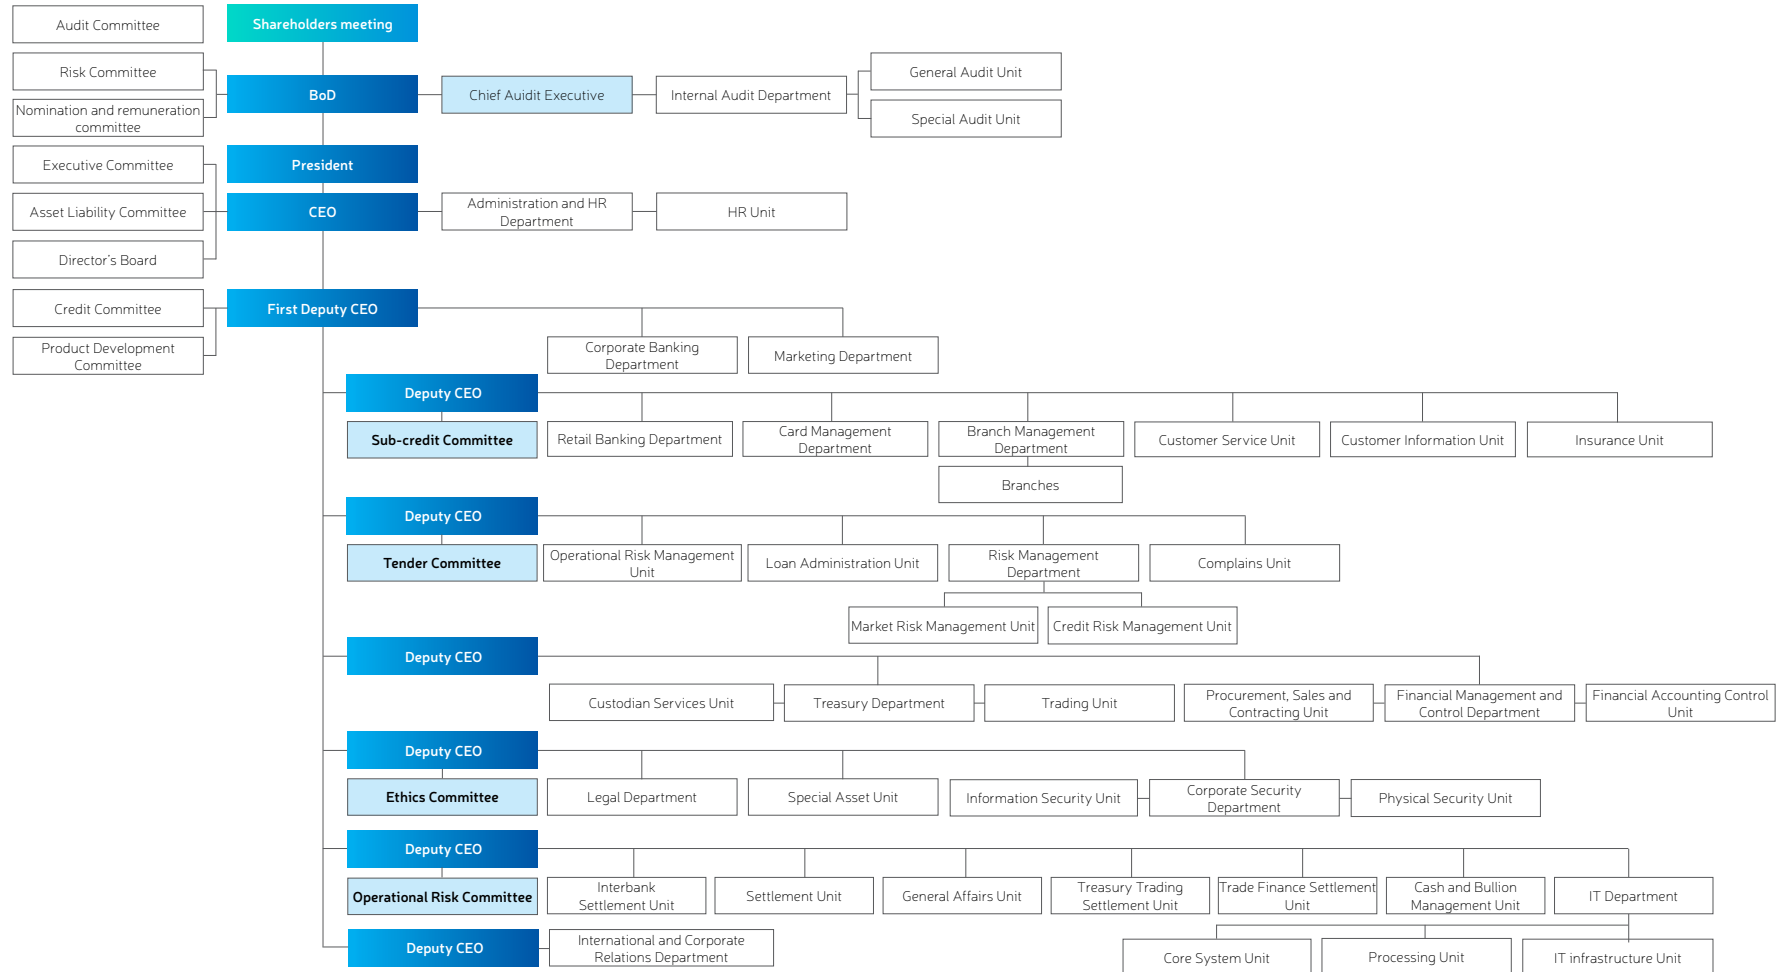 Audit Committee
Shareholders meeting
Risk Committee
Nomination and remuneration
committee
BoD
Chief Auidit Executive
Internal Audit Department
General Audit Unit
Special Audit Unit
Executive Committee
President
Asset Liability Committee
CEO
Administration and HR
Department
HR Unit
Director's Board
Credit Committee
First Deputy CEO
Product Development
Committee
Corporate Banking
Department
Marketing Department
Deputy CEO
Sub-credit Committee
Retail Banking Department
Card Management
Department
Branch Management
Department
Customer Service Unit
Customer Information Unit
Insurance Unit
Branches
Deputy CEO
Tender Committee
Operational Risk Management
Unit
Loan Administration Unit
Risk Management
Department
Complains Unit
Market Risk Management Unit
Credit Risk Management Unit
Deputy CEO
Custodian Services Unit
Treasury Department
Trading Unit
Procurement, Sales and
Contracting Unit
Financial Management and
Control Department
Financial Accounting Control
Unit
Deputy CEO
Ethics Committee
Legal Department
Special Asset Unit
Information Security Unit
Corporate Security
Department
Physical Security Unit
Deputy CEO
Operational Risk Committee
Interbank
Settlement Unit
Settlement Unit
General Affairs Unit
Treasury Trading
Settlement Unit
Trade Finance Settlement
Unit
Cash and Bullion
Management Unit
IT Department
Deputy CEO
International and Corporate
Relations Department
Core System Unit
Processing Unit
IT infrastructure Unit